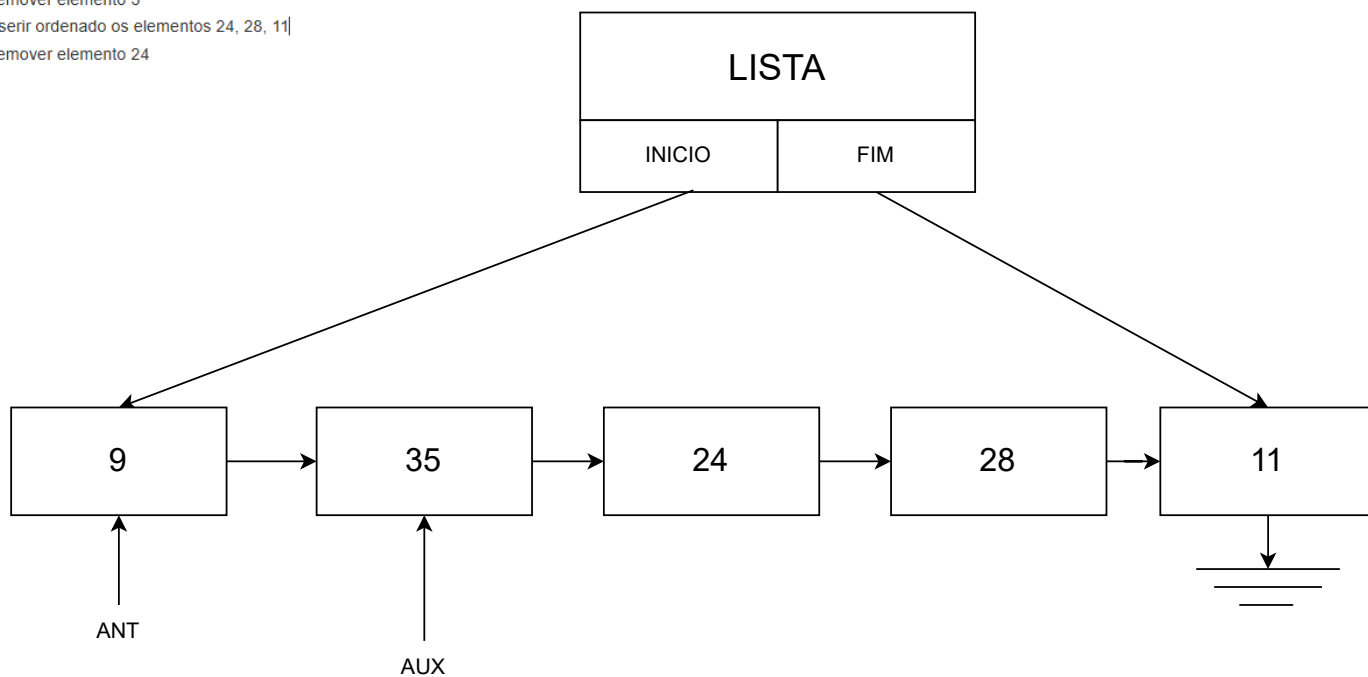 remover elemento 3
serir ordenado os elementos 24, 28, 11
emover elemento 24
LISTA
INICIO FIM
9 35 24 28 11
ANT
AUX